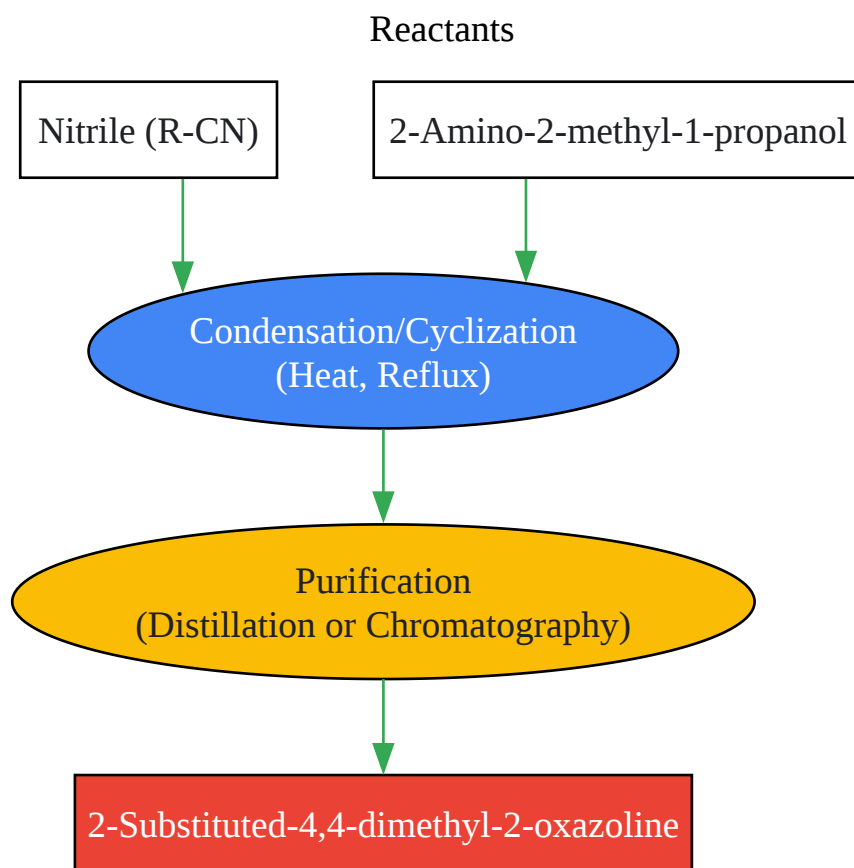 Reactants
Nitrile (R-CN)
2-Amino-2-methyl-1-propanol
Condensation/Cyclization
(Heat, Reflux)
Purification
(Distillation or Chromatography)
2-Substituted-4,4-dimethyl-2-oxazoline